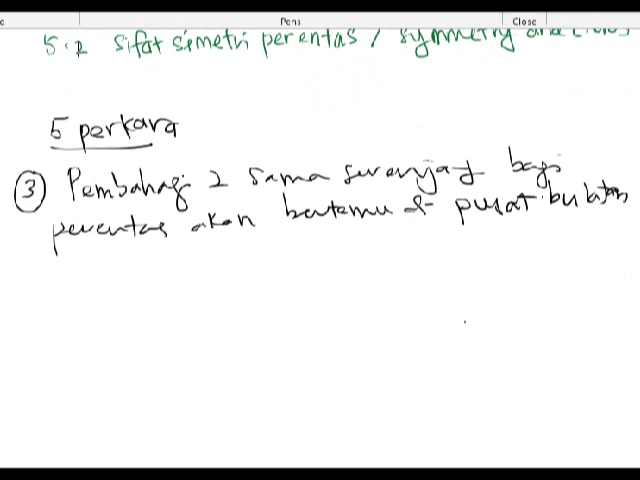 Pens Close
5.2 sifat simetri perentas / symmetry
5 perkara
3 Pembahagi 2 sama serenjat bagi
perentas akan bertemu di pusat bulatan